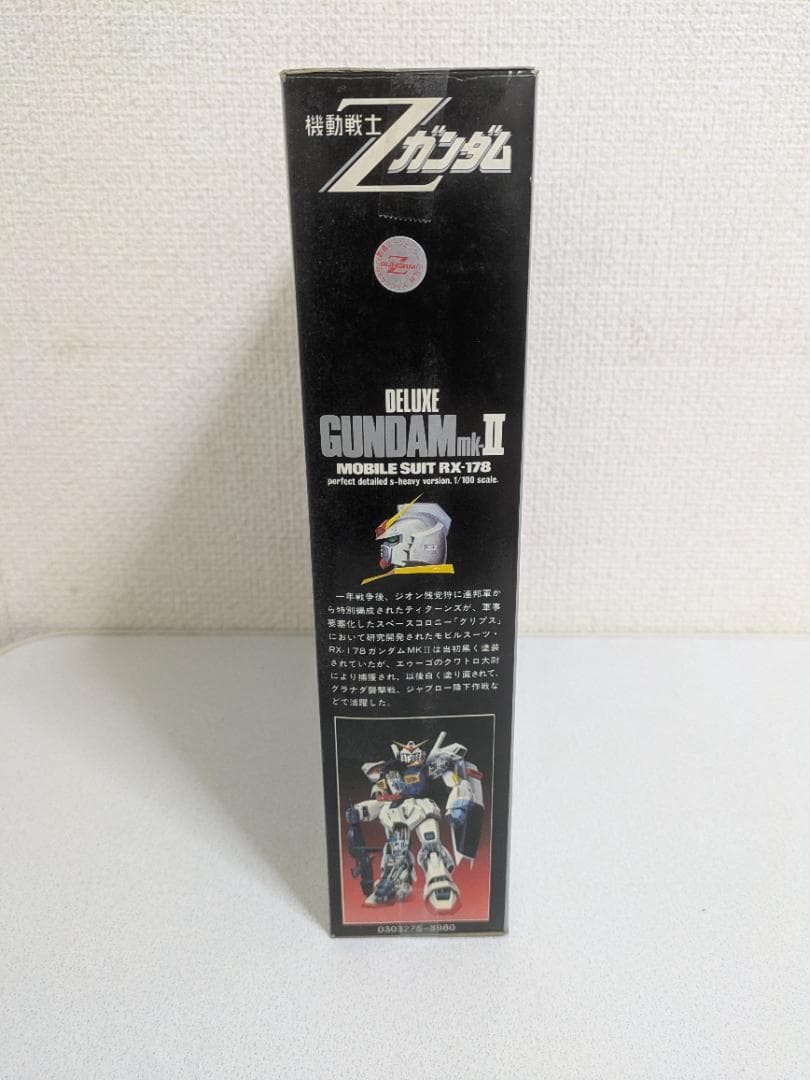 機動戦士
Zガンダム
GUNDAM
Z
DELUXE
GUNDAM mk-II
MOBILE SUIT RX-178
perfect detailed s-heavy version. 1/100 scale.
一年戦争後、ジオン残党狩に連邦軍か
ら特別編成されたティターンズが、軍事
要塞化したスペースコロニー「クリプス」
において研究開発されたモビルスーツ・
RX-178ガンダムMKIIは当初黒く塗装
されていたが、エゥーゴのクワトロ大尉
により捕獲され、以後白く塗り直されて、
グラナダ襲撃戦、ジャブロー降下作戦な
どで活躍した。
0303276-3980